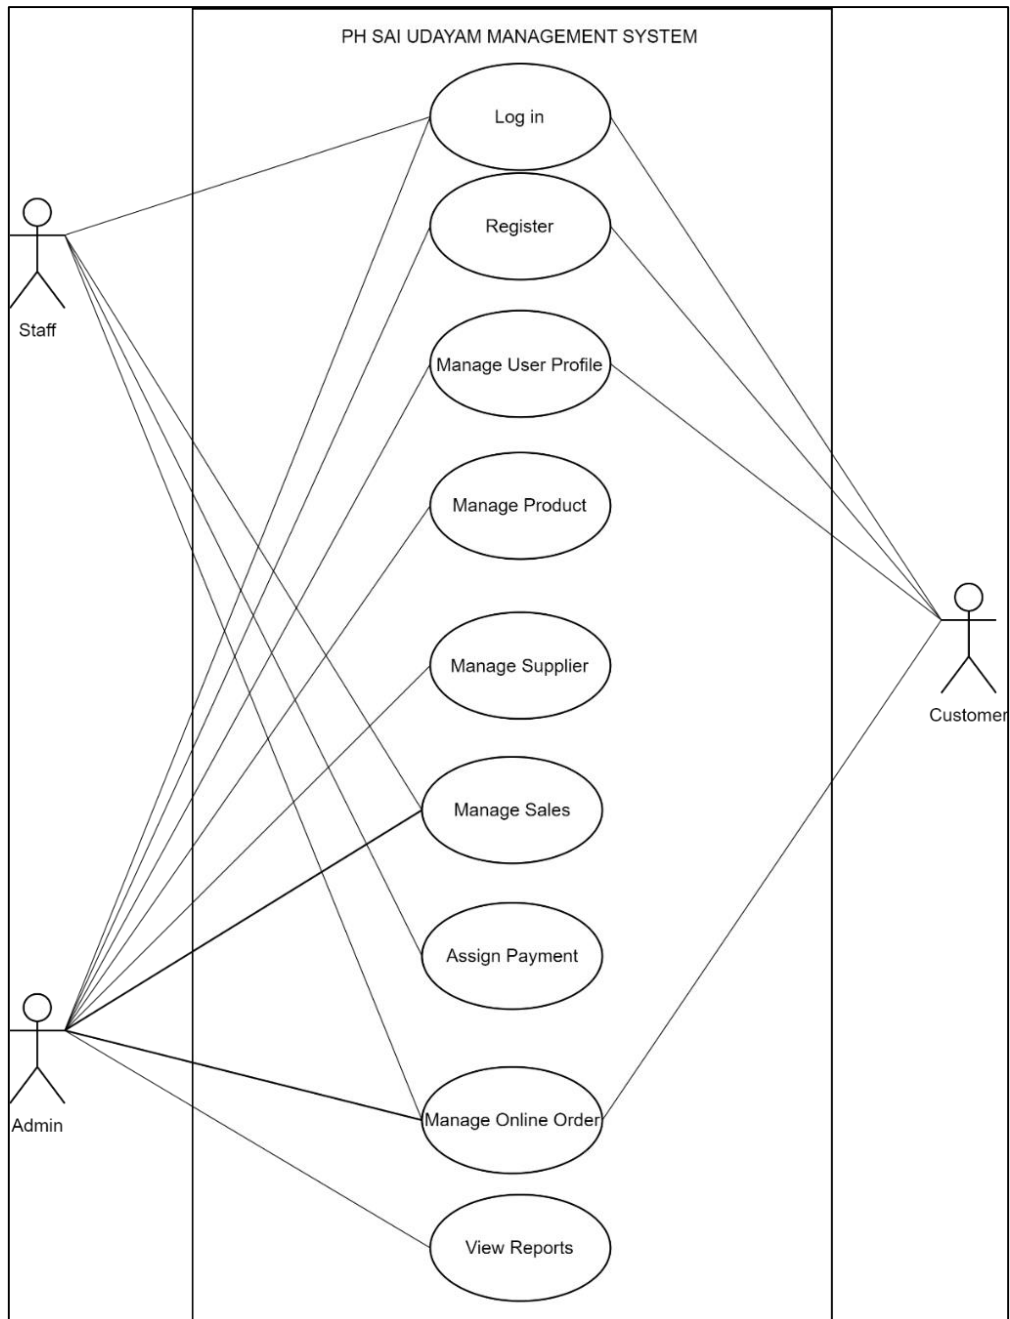 PH SAI UDAYAM MANAGEMENT SYSTEM
Log in
Register
Staff
Manage User Profile
Manage Product
Manage Supplier
Customer
Manage Sales
Assign Payment
Manage Online Order
Admin
View Reports